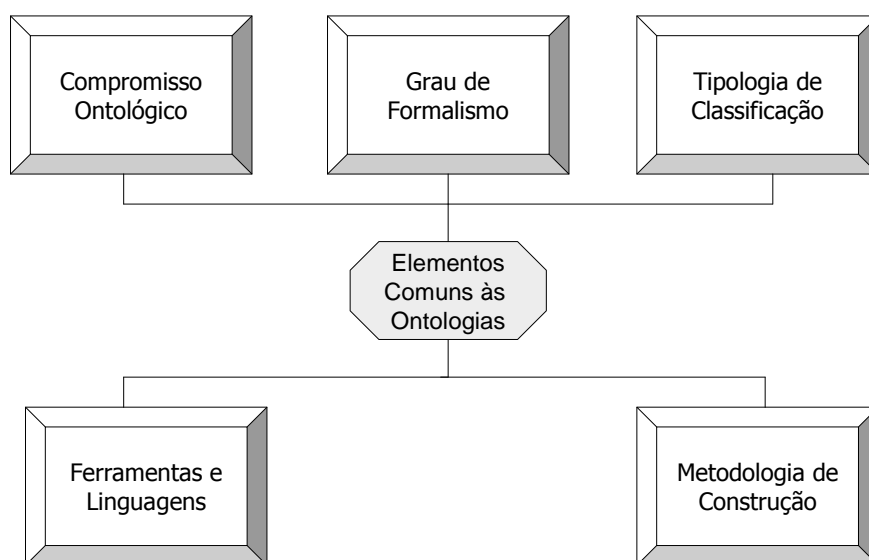 Compromisso
Ontológico
Grau de
Formalismo
Tipologia de
Classificação
Elementos
Comuns às
Ontologias
Ferramentas e
Linguagens
Metodologia de
Construção